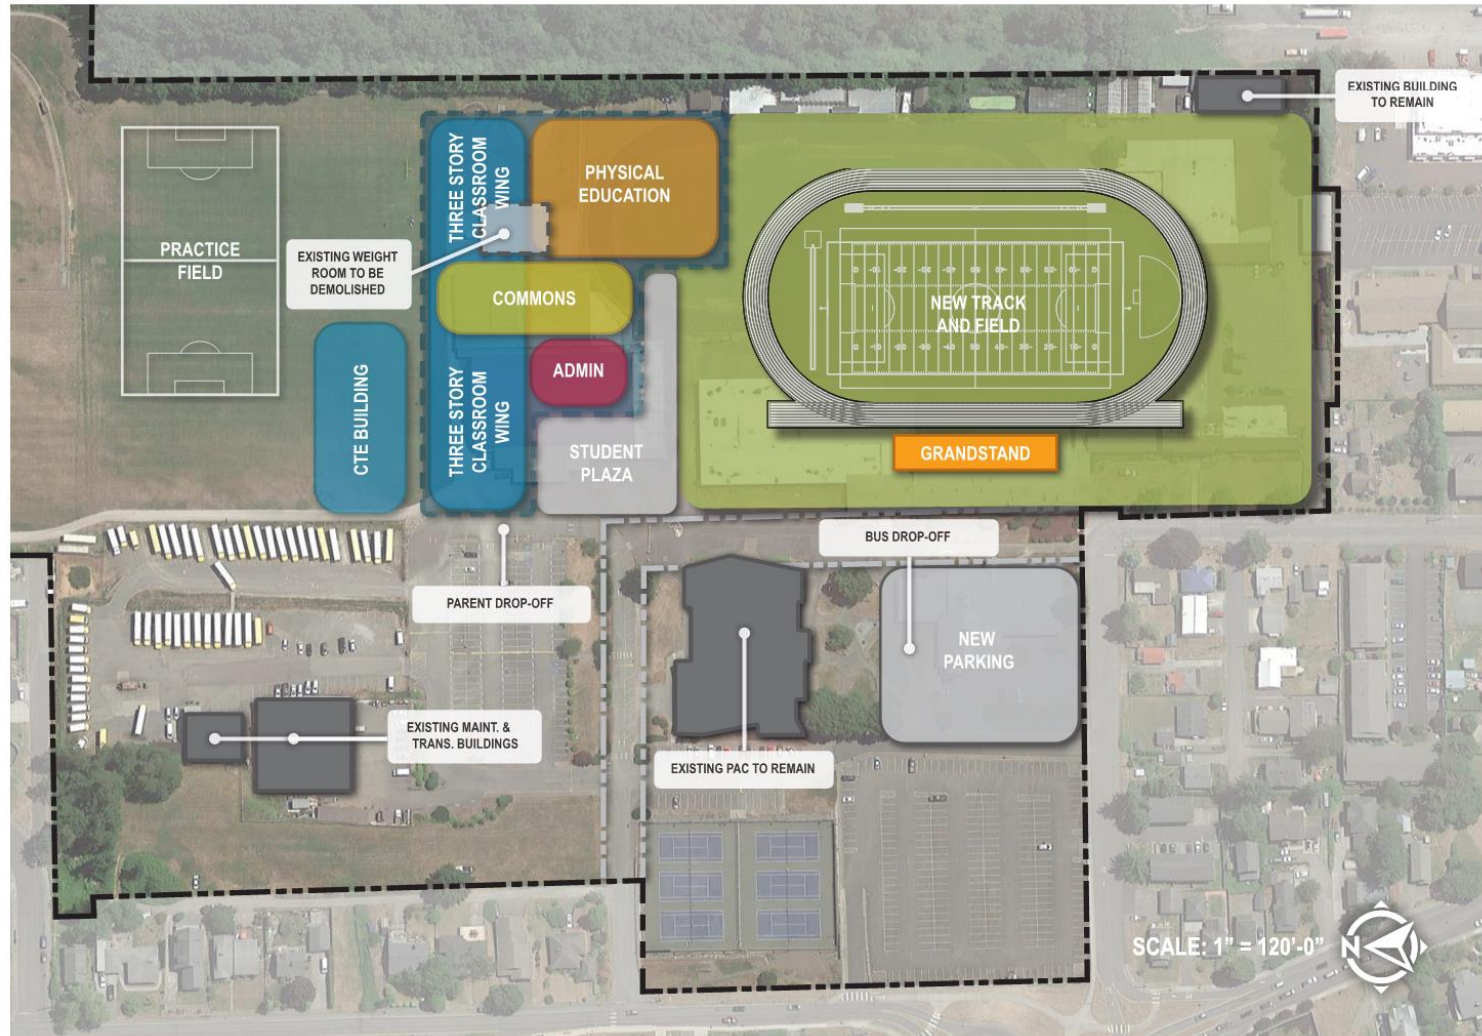 EXISTING BUILDING
TO REMAIN
THREE STORY
CLASSROOM
WING
PHYSICAL
EDUCATION
PRACTICE
FIELD
EXISTING WEIGHT
ROOM TO BE
DEMOLISHED
COMMONS
NEW TRACK
AND FIELD
ADMIN
CTE BUILDING
THREE STORY
CLASSROOM
WING
STUDENT
PLAZA
GRANDSTAND
BUS DROP-OFF
PARENT DROP-OFF
NEW
PARKING
EXISTING MAINT. &
TRANS. BUILDINGS
EXISTING PAC TO REMAIN
SCALE: 1" = 120'-0"
N